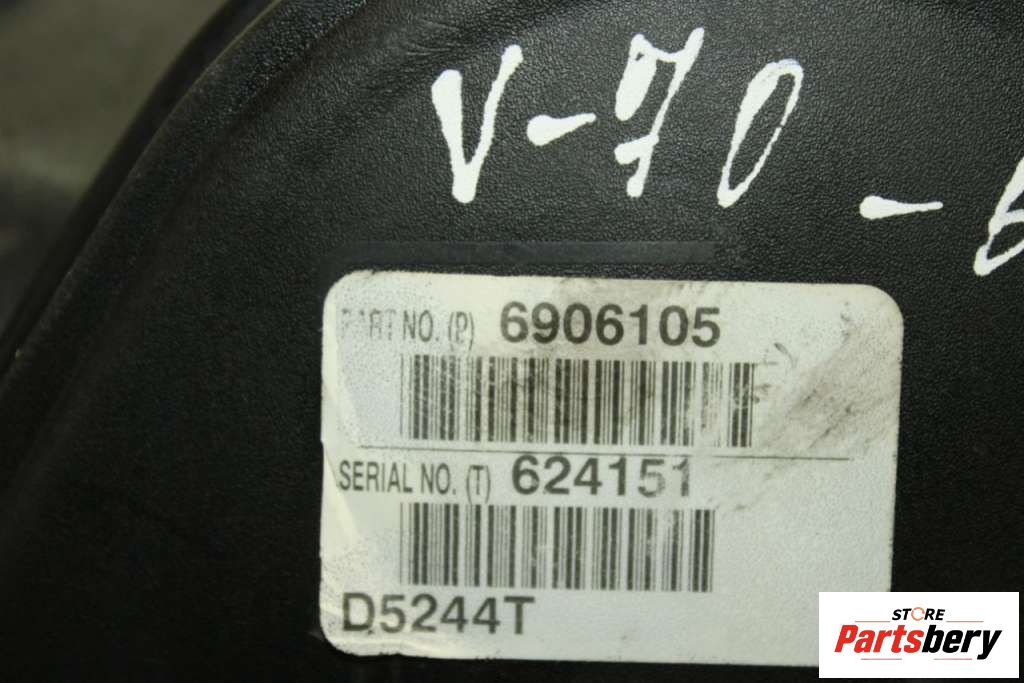 V-70 -
PART NO. (P) 6906105
SERIAL NO. (T) 624151
D5244T
STORE
Partsbery